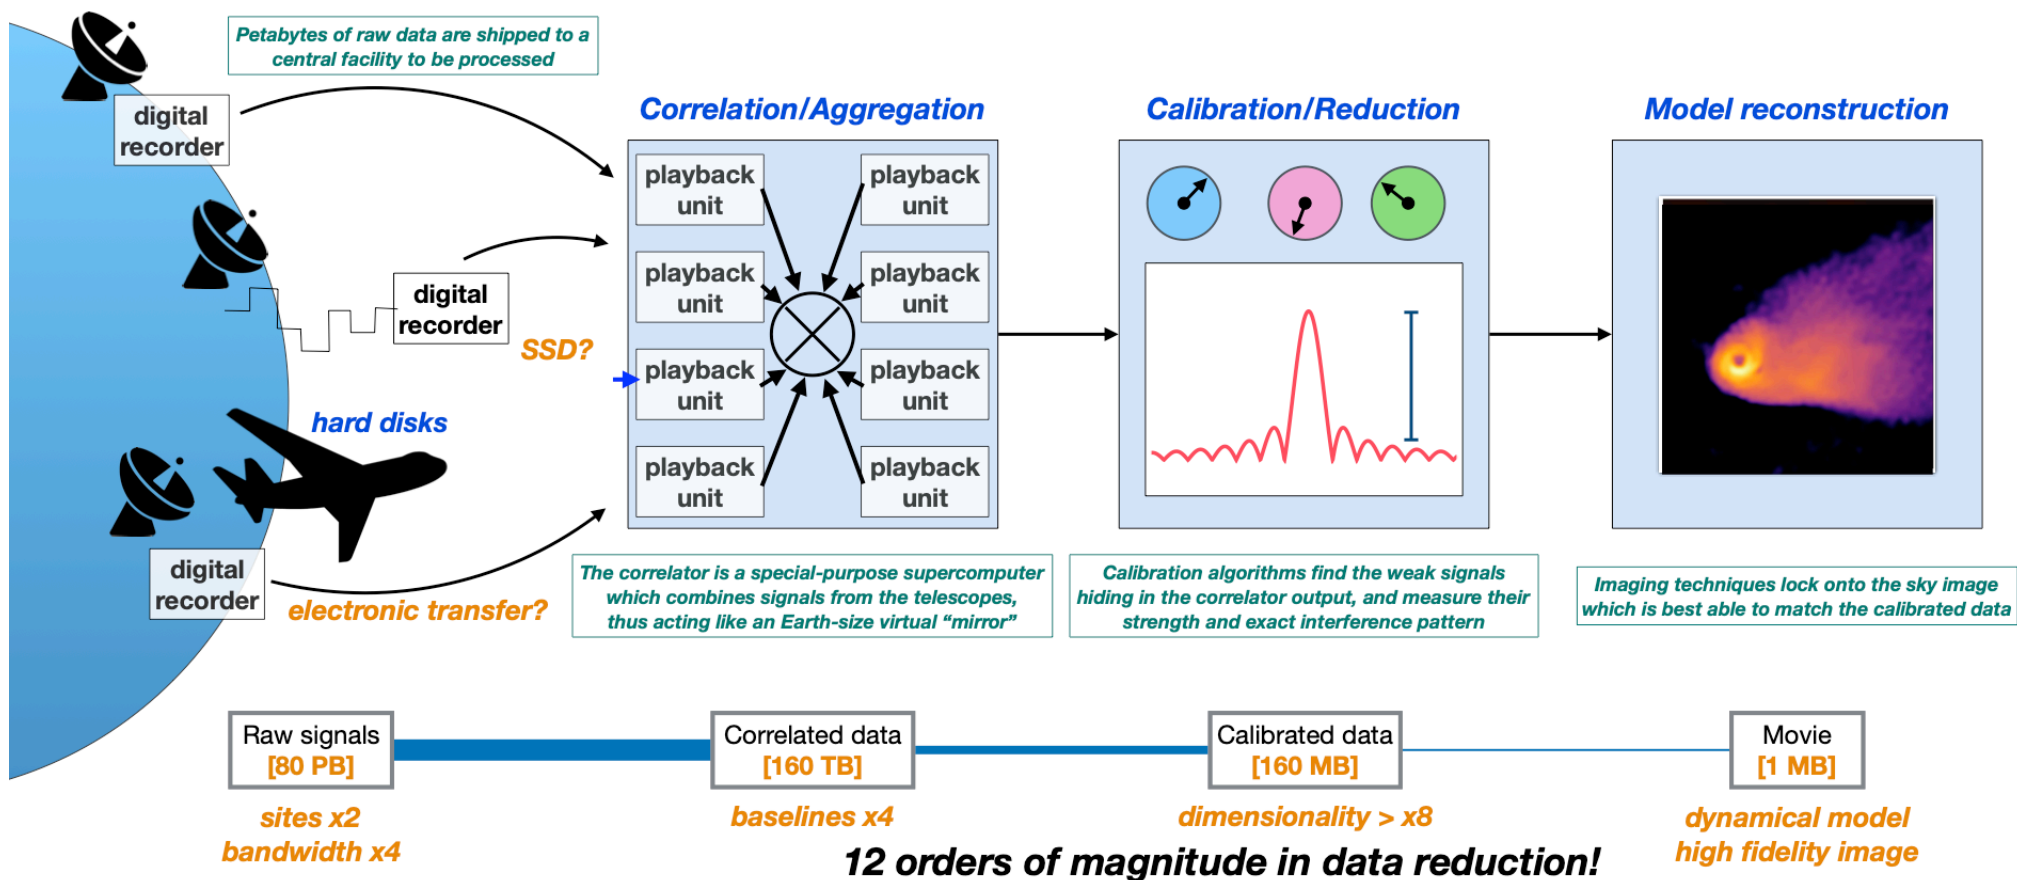 Petabytes of raw data are shipped to a
central facility to be processed
digital
recorder
digital
recorder
SSD?
hard disks
digital
recorder
electronic transfer?
Correlation/Aggregation
playback
unit
playback
unit
playback
unit
playback
unit
playback
unit
playback
unit
playback
unit
playback
unit
The correlator is a special-purpose supercomputer
which combines signals from the telescopes,
thus acting like an Earth-size virtual “mirror”
Calibration/Reduction
Calibration algorithms find the weak signals
hiding in the correlator output, and measure their
strength and exact interference pattern
Model reconstruction
Imaging techniques lock onto the sky image
which is best able to match the calibrated data
Raw signals
[80 PB]
sites x2
bandwidth x4
Correlated data
[160 TB]
baselines x4
Calibrated data
[160 MB]
dimensionality > x8
Movie
[1 MB]
dynamical model
high fidelity image
12 orders of magnitude in data reduction!